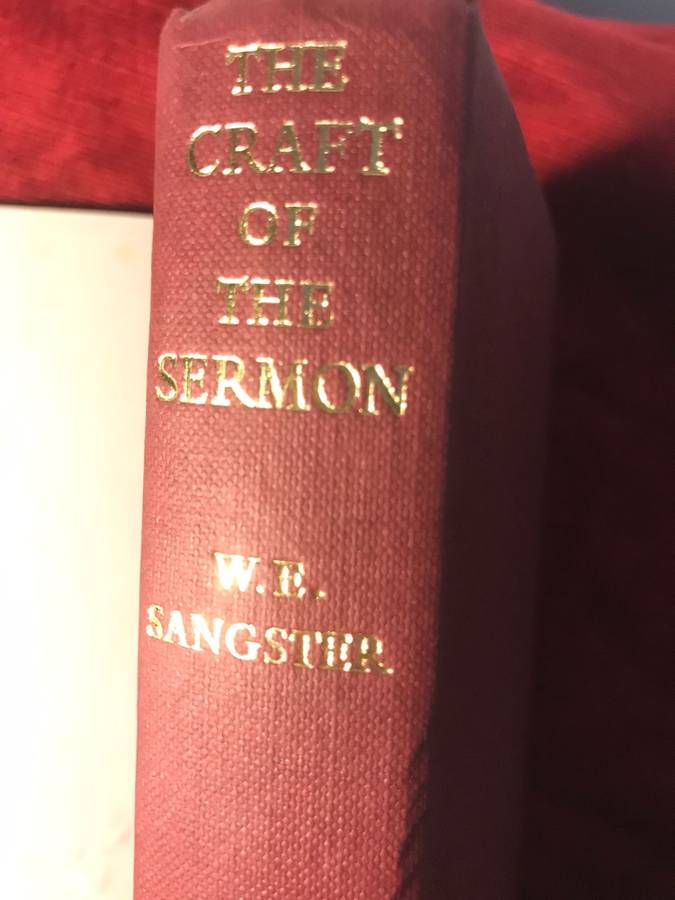 THE
CRAFT
OF
THE
SERMON
W.E.
SANGSTER